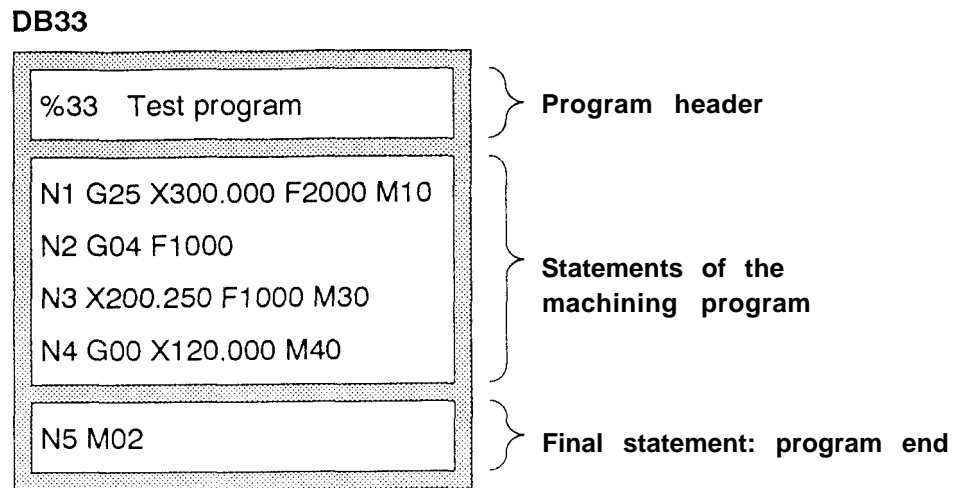 DB33
%33 Test program
Program header
N1 G25 X300.000 F2000 M10
N2 G04 F1000
N3 X200.250 F1000 M30
N4 G00 X120.000 M40
Statements of the
machining program
N5 M02
Final statement: program end